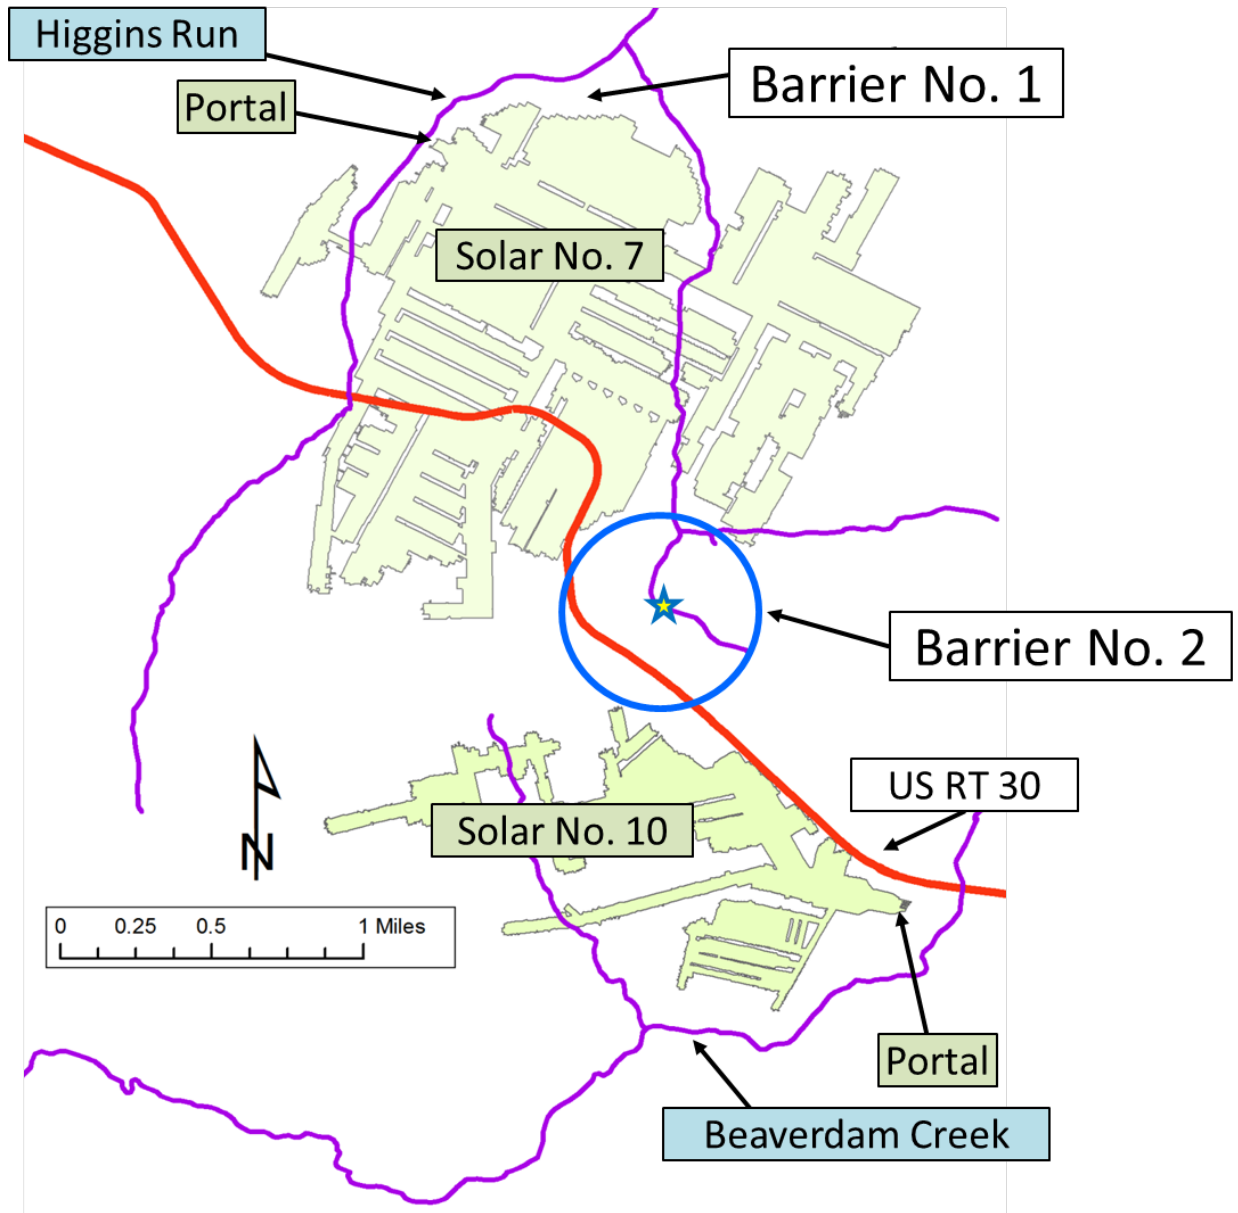 Higgins Run
Barrier No. 1
Portal
Solar No. 7
Barrier No. 2
US RT 30
Solar No. 10
N
0 0.25 0.5 1 Miles
Portal
Beaverdam Creek